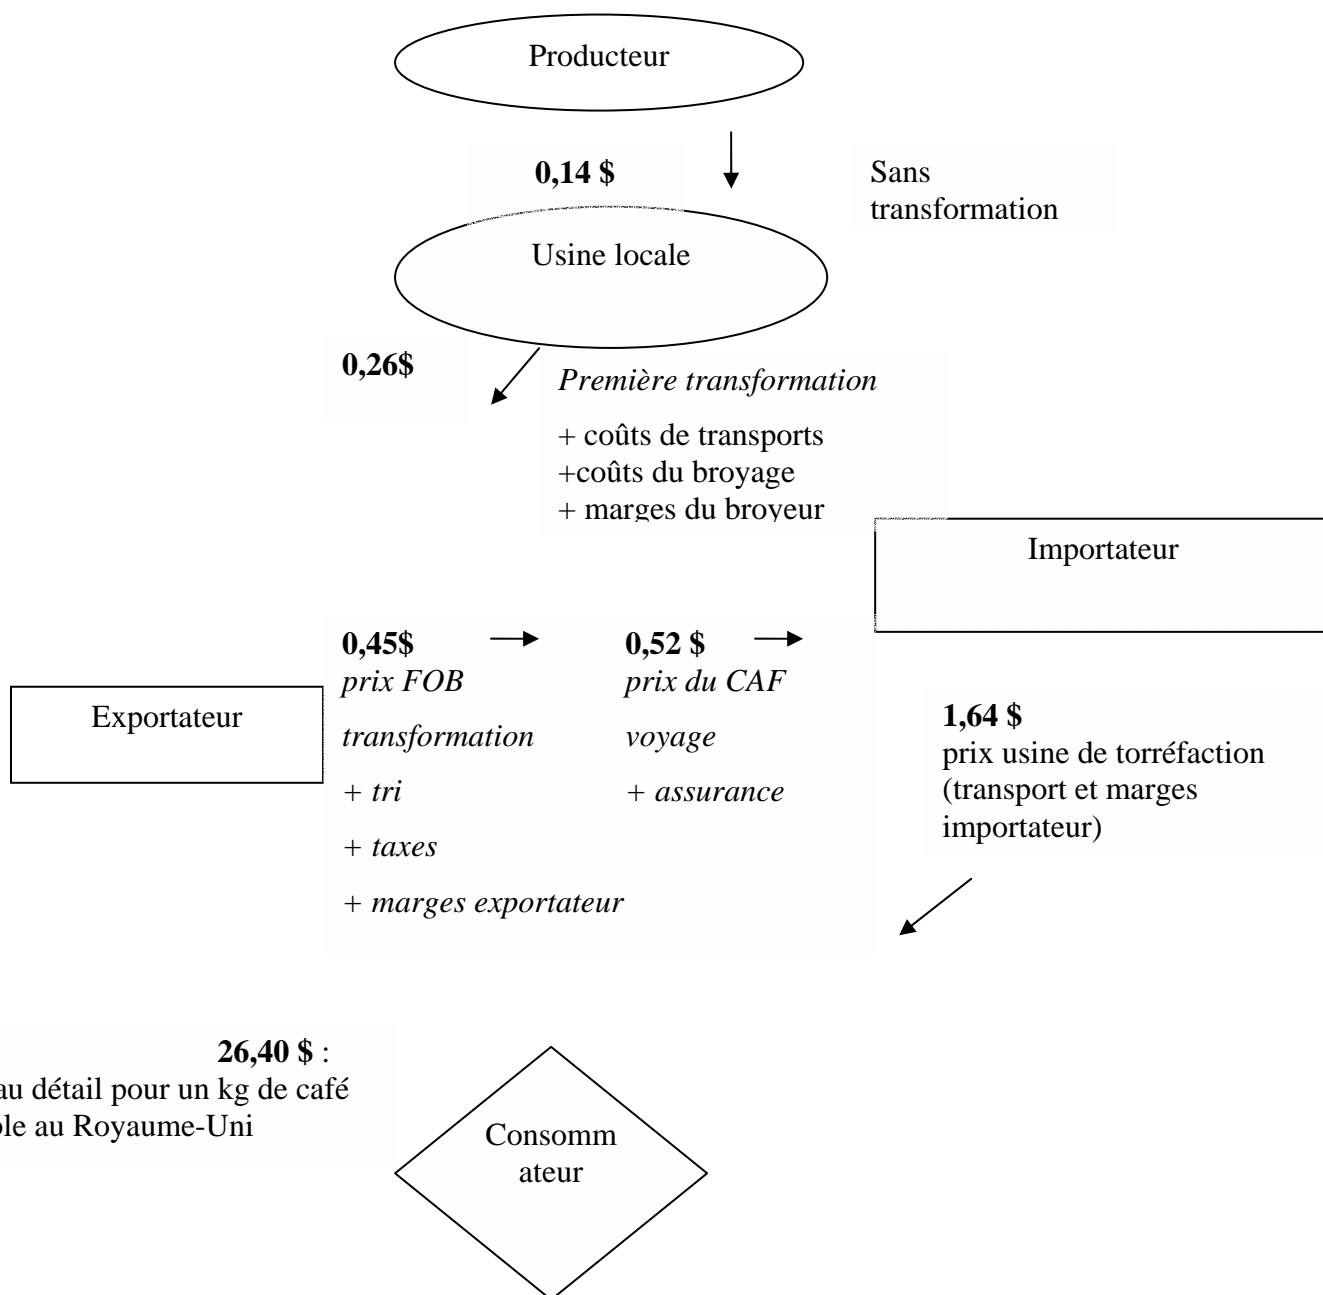 Producteur
0,14 $
Sans
transformation
Usine locale
0,26$
Première transformation
+ coûts de transports
+coûts du broyage
+ marges du broyeur
Importateur
0,45$
prix FOB
transformation
+ tri
+ taxes
+ marges exportateur
0,52 $
prix du CAF
voyage
+ assurance
Exportateur
1,64 $
prix usine de torréfaction
(transport et marges
importateur)
26,40 $ :
au détail pour un kg de café
au Royaume-Uni
Consomm
ateur